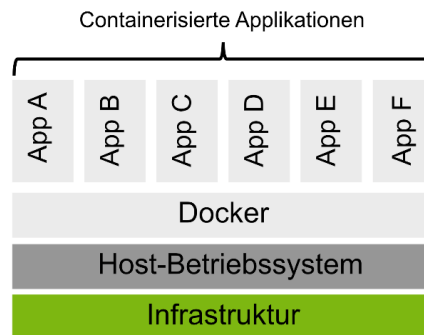 Containerisierte Applikationen
App A
App B
App C
App D
App E
App F
Docker
Host-Betriebssystem
Infrastruktur